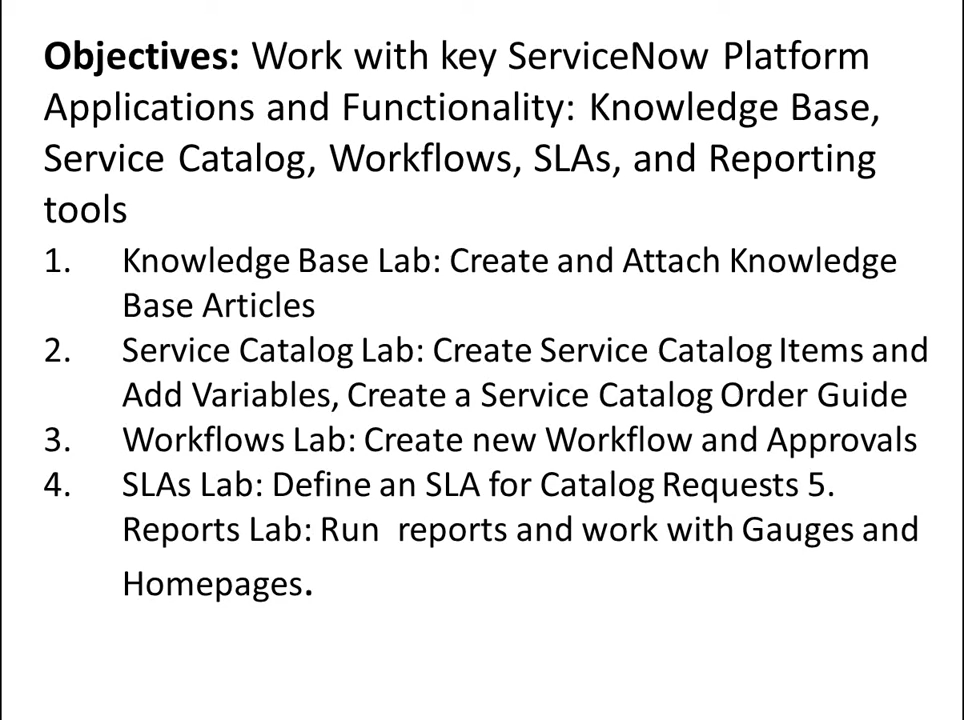 Objectives: Work with key ServiceNow Platform
Applications and Functionality: Knowledge Base,
Service Catalog, Workflows, SLAs, and Reporting
tools
1. Knowledge Base Lab: Create and Attach Knowledge
Base Articles
2. Service Catalog Lab: Create Service Catalog Items and
Add Variables, Create a Service Catalog Order Guide
3. Workflows Lab: Create new Workflow and Approvals
4. SLAs Lab: Define an SLA for Catalog Requests 5.
Reports Lab: Run  reports and work with Gauges and
Homepages.